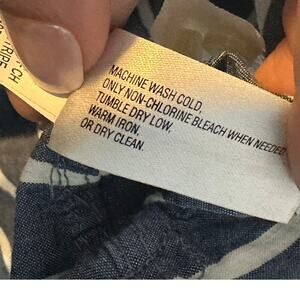 MACHINE WASH COLD.
ONLY NON-CHLORINE BLEACH WHEN NEEDED
TUMBLE DRY LOW.
WARM IRON.
OR DRY CLEAN.